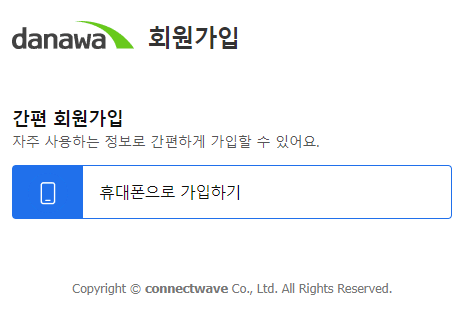 danawa 회원가입
간편 회원가입
자주 사용하는 정보로 간편하게 가입할 수 있어요.
휴대폰으로 가입하기
Copyright © connectwave Co., Ltd. All Rights Reserved.